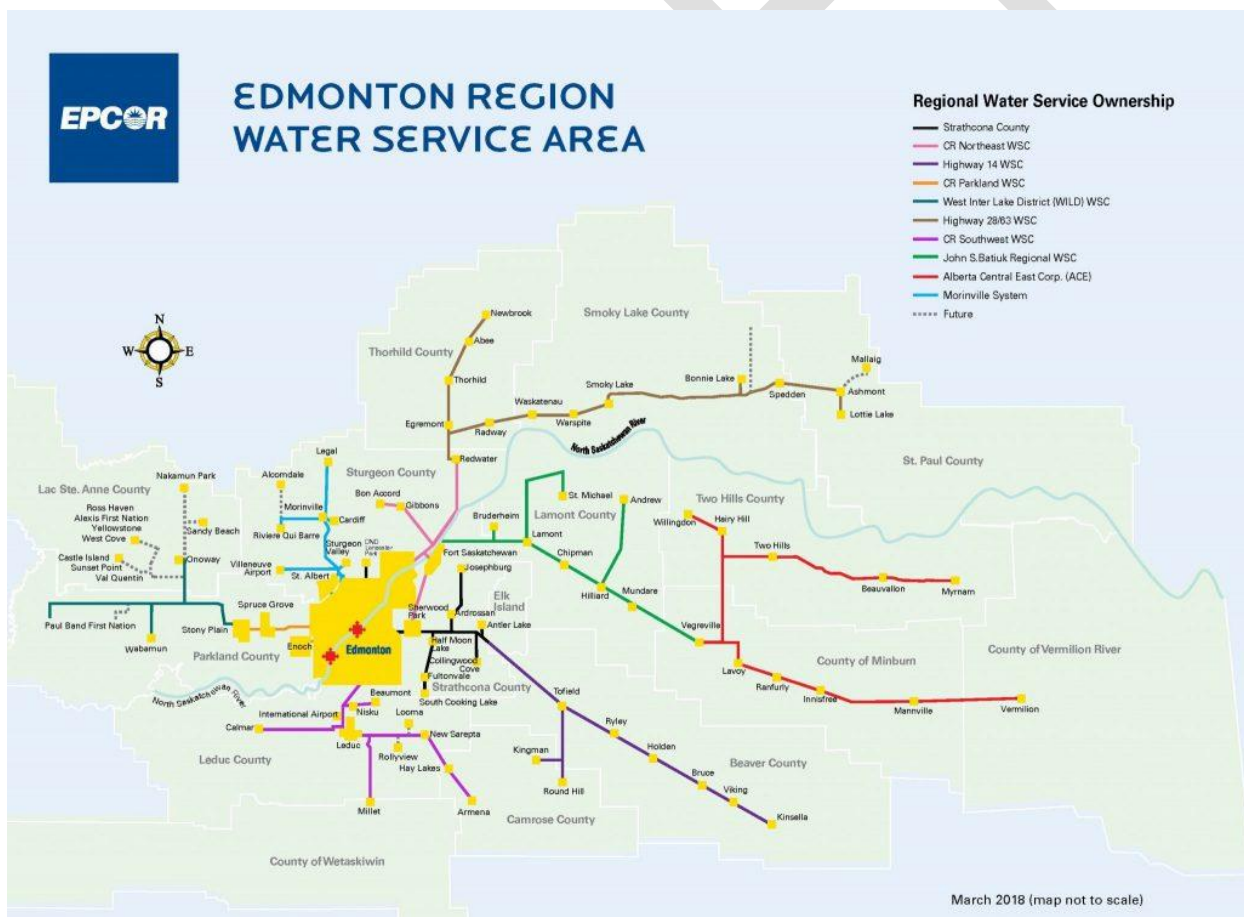 EPCOR
EDMONTON REGION
WATER SERVICE AREA
Regional Water Service Ownership
Strathcona County
CR Northeast WSC
Highway 14 WSC
CR Parkland WSC
West Inter Lake District (WILD) WSC
Highway 28/63 WSC
CR Southwest WSC
John S.Batiuk Regional WSC
Alberta Central East Corp. (ACE)
Morinville System
Future
N
W
E
S
Newbrook
Smoky Lake County
Abee
Thorhild County
Mallaig
Thorhild
Bonnie Lake
Smoky Lake
Spedden
Ashmont
Waskatenau
Lottie Lake
Egremont
Radway
Warspite
North Saskatchewan River
Redwater
Legal
St. Paul County
Nakamun Park
Alcomdale
Sturgeon County
Lac Ste. Anne County
Bon Accord
Gibbons
St. Michael
Andrew
Two Hills County
Ross Haven
Alexis First Nation
Yellowstone
West Cove
Morinville
Cardiff
Lamont County
Bruderheim
Willingdon
Hairy Hill
Sandy Beach
Riviere Qui Barre
Lamont
Castle Island
Sunset Point
Val Quentin
Onoway
Sturgeon
Valley
CND
Park
Fort Saskatchewan
Chipman
Two Hills
Villeneuve
Airport
St. Albert
Josephburg
Hilliard
Mundare
Beauvallon
Myrnam
Elk
Island
Spruce Grove
Sherwood
Park
Ardrossan
Antler Lake
Paul Band First Nation
Stony Plain
Vegreville
Wabamun
Enoch
Edmonton
Half Moon
Lake
Parkland County
Collingwood
Cove
Lavoy
County of Minburn
County of Vermilion River
Fultonvale
Strathcona County
Ranfurly
North Saskatchewan River
Beaumont
South Cooking Lake
Tofield
Innisfree
Mannville
Vermilion
International Airport
Nisku
Looma
Calmar
Leduc
New Sarepta
Ryley
Rollyview
Kingman
Holden
Leduc County
Hay Lakes
Beaver County
Round Hill
Bruce
Viking
Millet
Armena
Camrose County
Kinsella
County of Wetaskiwin
March 2018 (map not to scale)